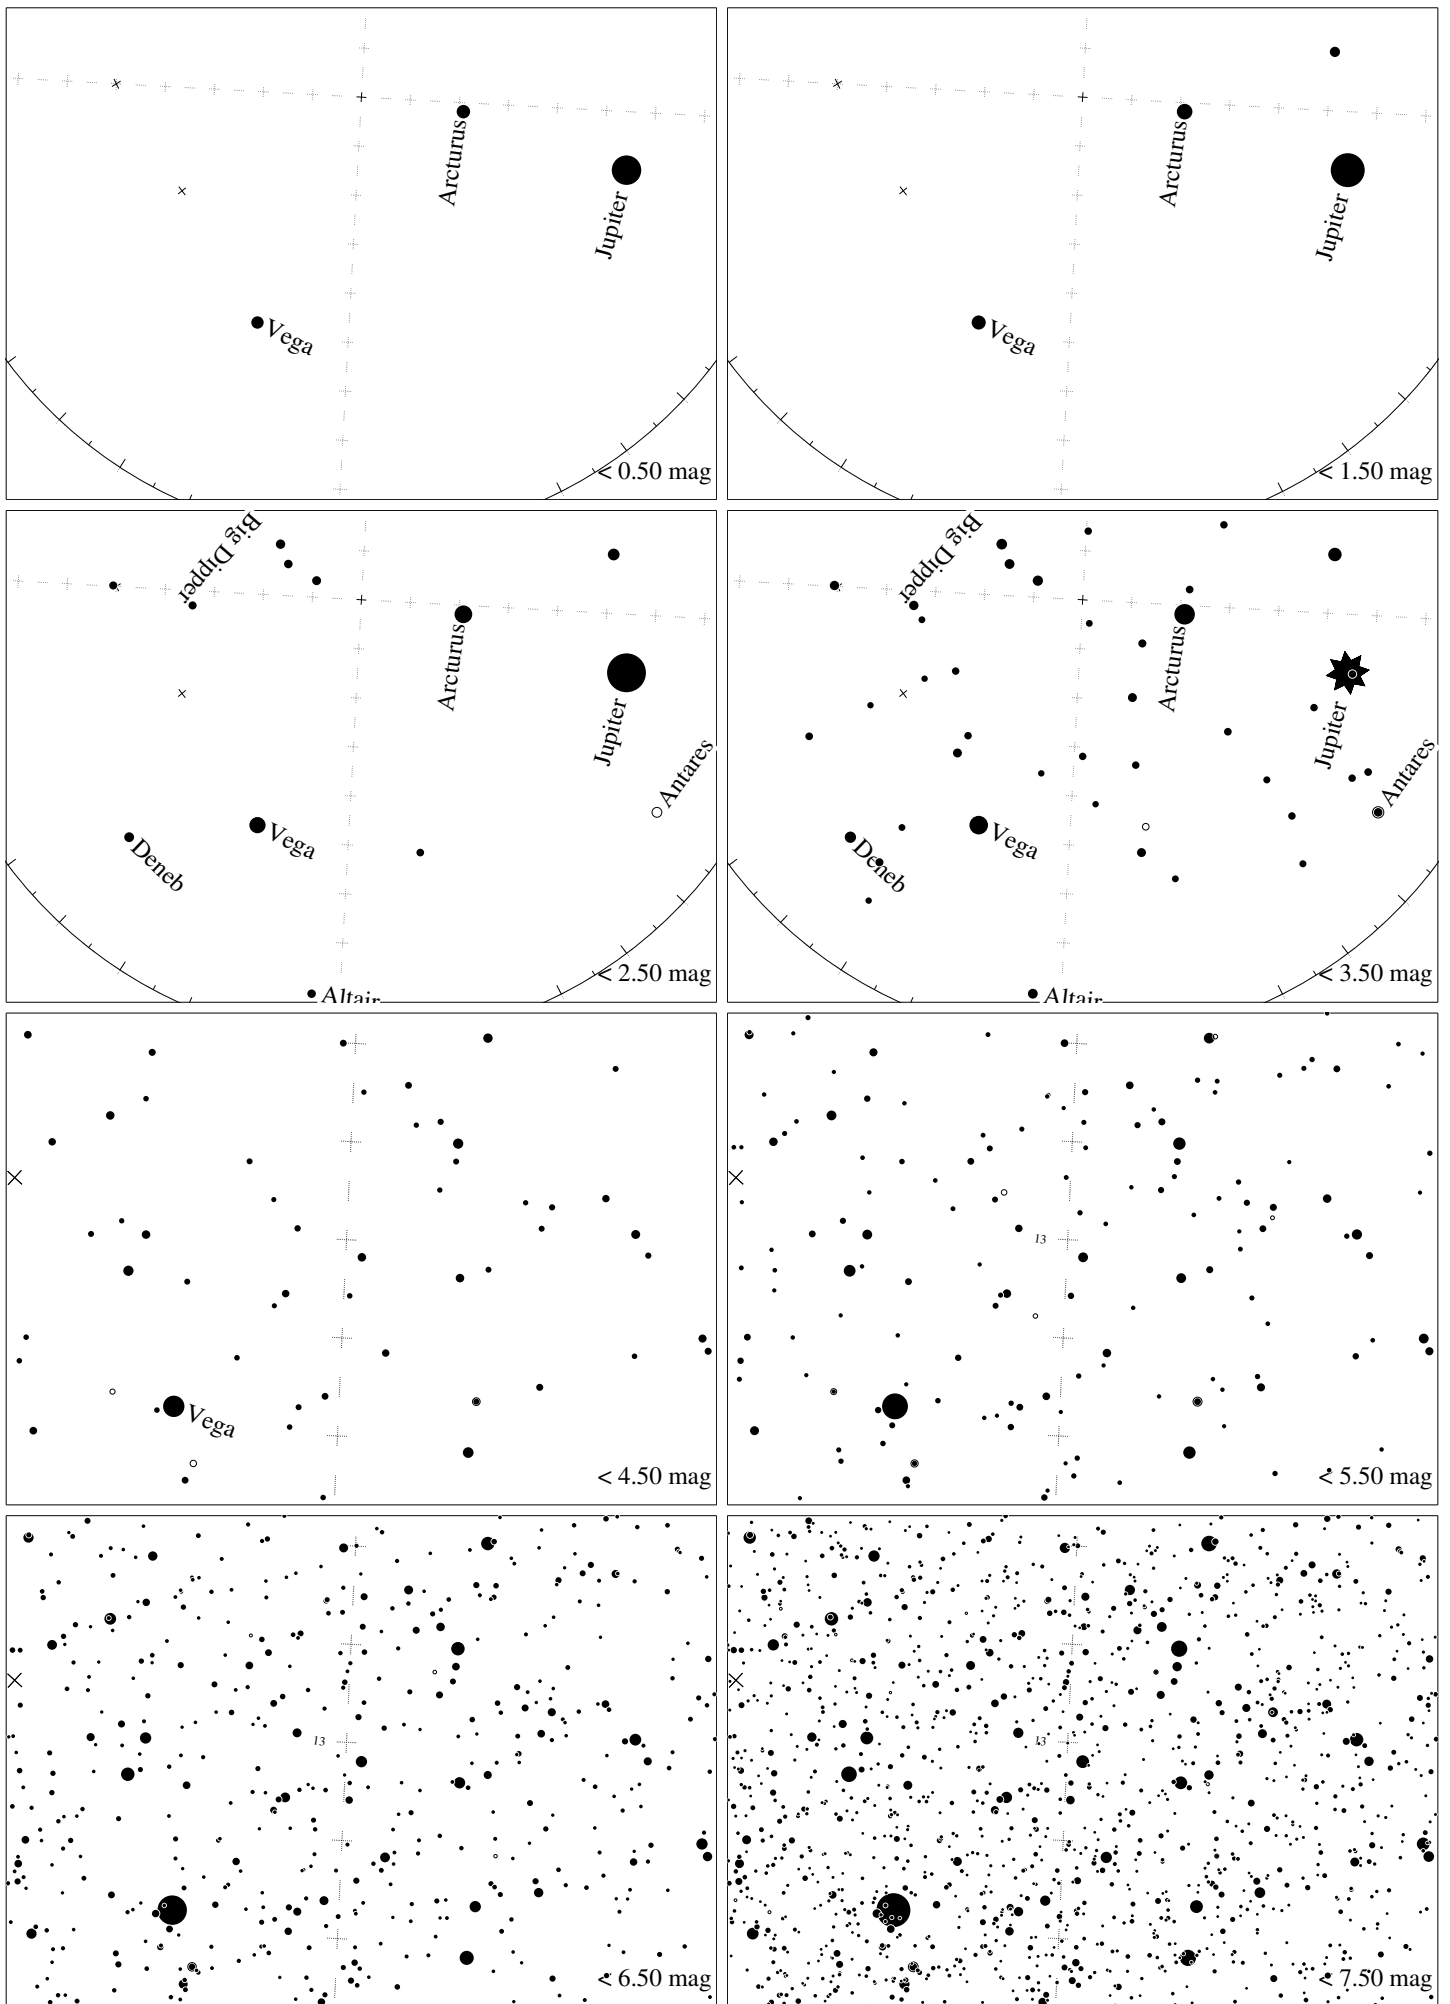 Arcturus
Jupiter
Vega
< 0.50 mag
Arcturus
Jupiter
Vega
< 1.50 mag
Big Dipper
Arcturus
Jupiter
Antares
Vega
Deneb
< 2.50 mag
Altair
Big Dipper
Arcturus
Jupiter
Antares
Vega
Deneb
< 3.50 mag
Altair
Vega
< 4.50 mag
13
< 5.50 mag
13
< 6.50 mag
13
< 7.50 mag